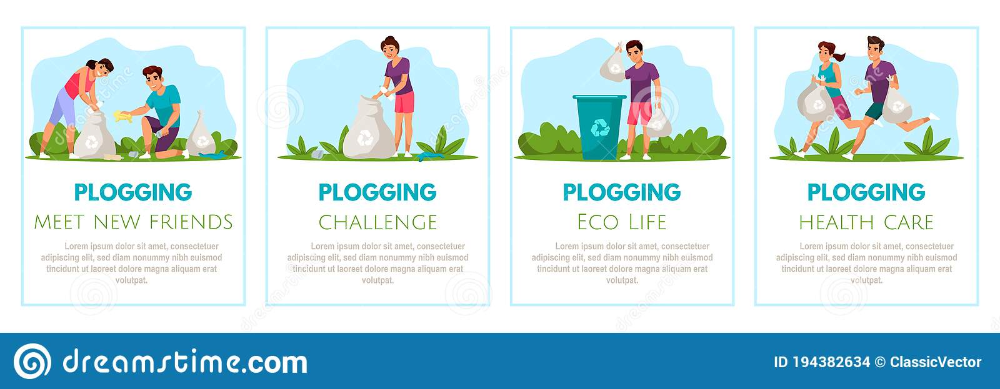 PLOGGING
MEET NEW FRIENDS
Lorem ipsum dolor sit amet, consectetuer
adipiscing elit, sed diam nonummy nibh euismod
tincidunt ut laoreet dolore magna aliquam erat
volutpat.
PLOGGING
CHALLENGE
Lorem ipsum dolor sit amet, consectetuer
adipiscing elit, sed diam nonummy nibh euismod
tincidunt ut laoreet dolore magna aliquam erat
volutpat.
PLOGGING
Eco Life
Lorem ipsum dolor sit amet, consectetuer
adipiscing elit, sed diam nonummy nibh euismod
tincidunt ut laoreet dolore magna aliquam erat
volutpat.
PLOGGING
HEALTH CARE
Lorem ipsum dolor sit amet, consectetuer
adipiscing elit, sed diam nonummy nibh euismod
tincidunt ut laoreet dolore magna aliquam erat
volutpat.
dreamstime.com
ID 194382634 © ClassicVector